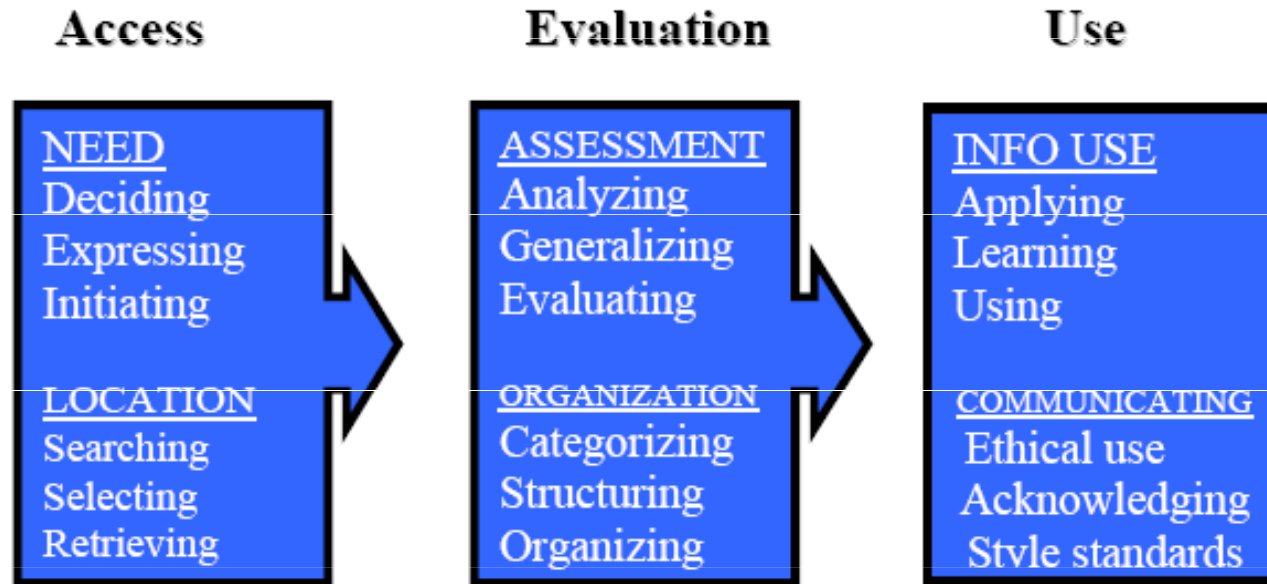 Access
Evaluation
Use
NEED
Deciding
Expressing
Initiating
LOCATION
Searching
Selecting
Retrieving
ASSESSMENT
Analyzing
Generalizing
Evaluating
ORGANIZATION
Categorizing
Structuring
Organizing
INFO USE
Applying
Learning
Using
COMMUNICATING
Ethical use
Acknowledging
Style standards